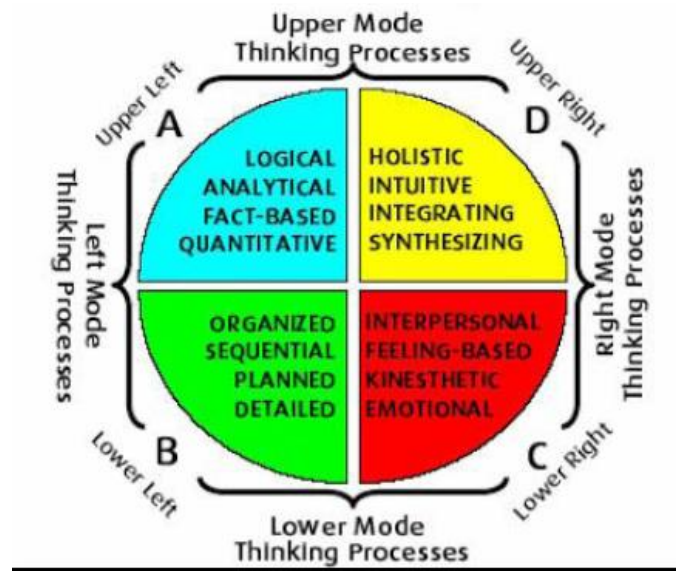 Upper Mode
Thinking Processes
Upper Left
Upper Right
A
D
LOGICAL
ANALYTICAL
FACT-BASED
QUANTITATIVE
HOLISTIC
INTUITIVE
INTEGRATING
SYNTHESIZING
Left Mode
Thinking Processes
Right Mode
Thinking Processes
ORGANIZED
SEQUENTIAL
PLANNED
DETAILED
INTERPERSONAL
FEELING-BASED
KINESTHETIC
EMOTIONAL
B
C
Lower Left
Lower Right
Lower Mode
Thinking Processes